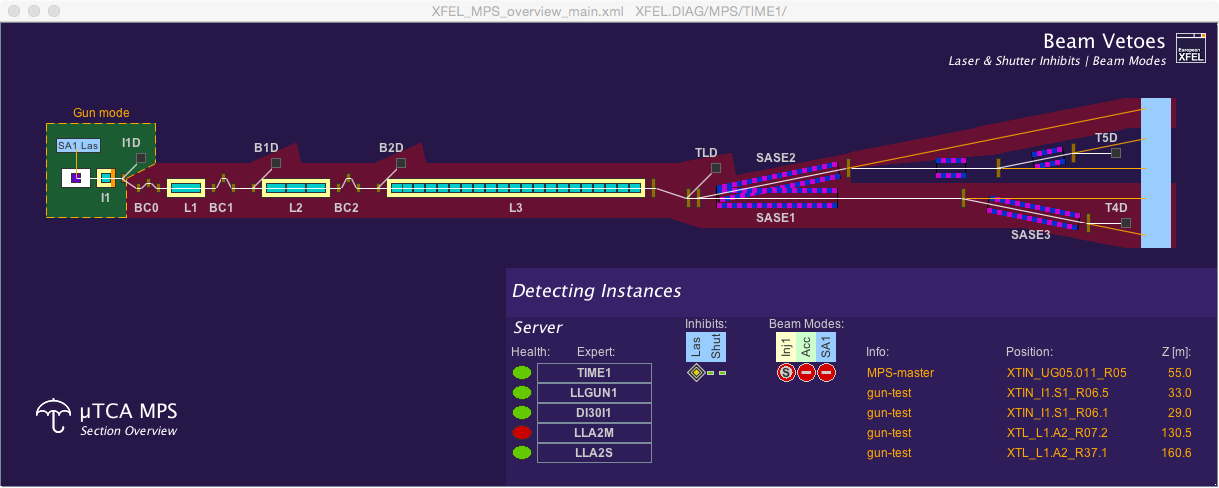 XFEL_MPS_overview_main.xml XFEL.DIAG/MPS/TIME1/
Beam Vetoes
Laser & Shutter Inhibits | Beam Modes
European
XFEL
Gun mode
SA1 Las
I1D
B1D
B2D
TLD
SASE2
T5D
I1
BC0
L1
BC1
L2
BC2
L3
SASE1
SASE3
T4D
Detecting Instances
Server
Inhibits:
Beam Modes:
Las
Shut
Inj1
Acc
SA1
Health: Expert: Info: Position: Z [m]:
TIME1 S MPS-master XTIN_UG05.011_R05 55.0
LLGUN1 gun-test XTIN_I1.S1_R06.5 33.0
DI30I1 gun-test XTIN_I1.S1_R06.1 29.0
LLA2M gun-test XTL_L1.A2_R07.2 130.5
LLA2S gun-test XTL_L1.A2_R37.1 160.6
µTCA MPS
Section Overview